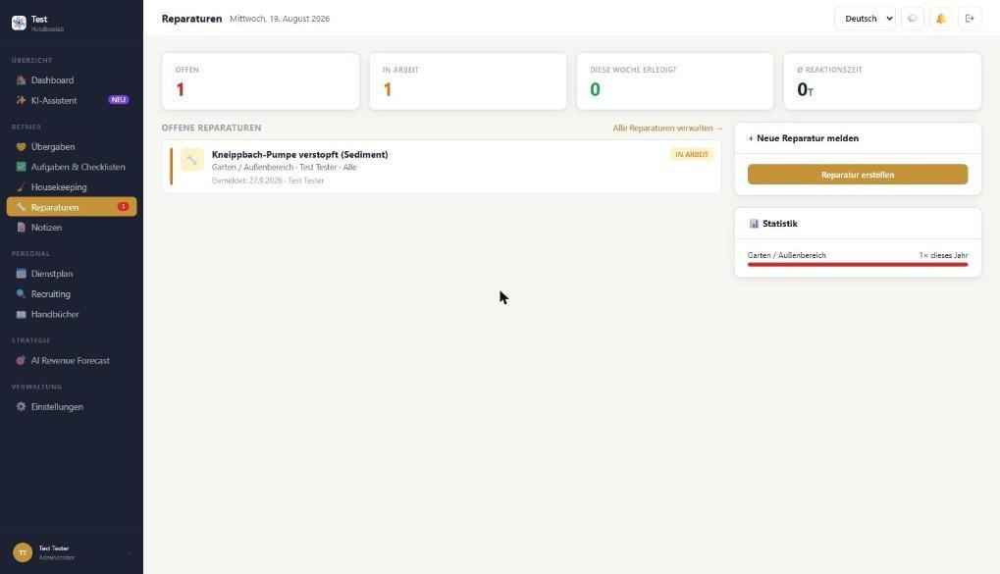 Test
Hotelbetrieb
ÜBERSICHT
Dashboard
KI-Assistent NEU
BETRIEB
Übergaben
Aufgaben & Checklisten
Housekeeping
Reparaturen 1
Notizen
PERSONAL
Dienstplan
Recruiting
Handbücher
STRATEGIE
AI Revenue Forecast
VERWALTUNG
Einstellungen
TT
Test Tester
Administrator
Reparaturen Mittwoch, 19. August 2026
Deutsch
OFFEN
1
IN ARBEIT
1
DIESE WOCHE ERLEDIGT
0
Ø REAKTIONSZEIT
0T
OFFENE REPARATUREN
Alle Reparaturen verwalten →
Kneippbach-Pumpe verstopft (Sediment)
IN ARBEIT
Garten / Außenbereich · Test Tester · Alle
Gemeldet: 27.9.2026 · Test Tester
+ Neue Reparatur melden
Reparatur erstellen
Statistik
Garten / Außenbereich 1× dieses Jahr